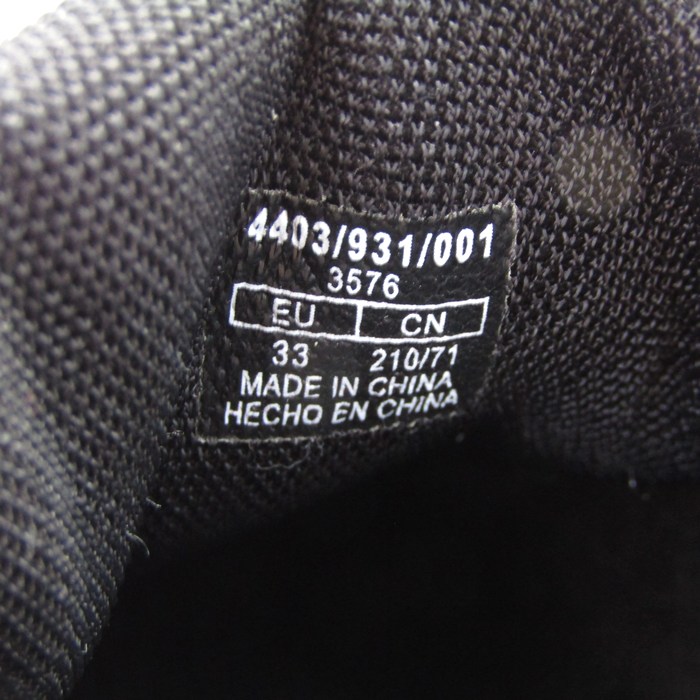 4403/931/001
3576
EU CN
33 210/71
MADE IN CHINA
HECHO EN CHINA